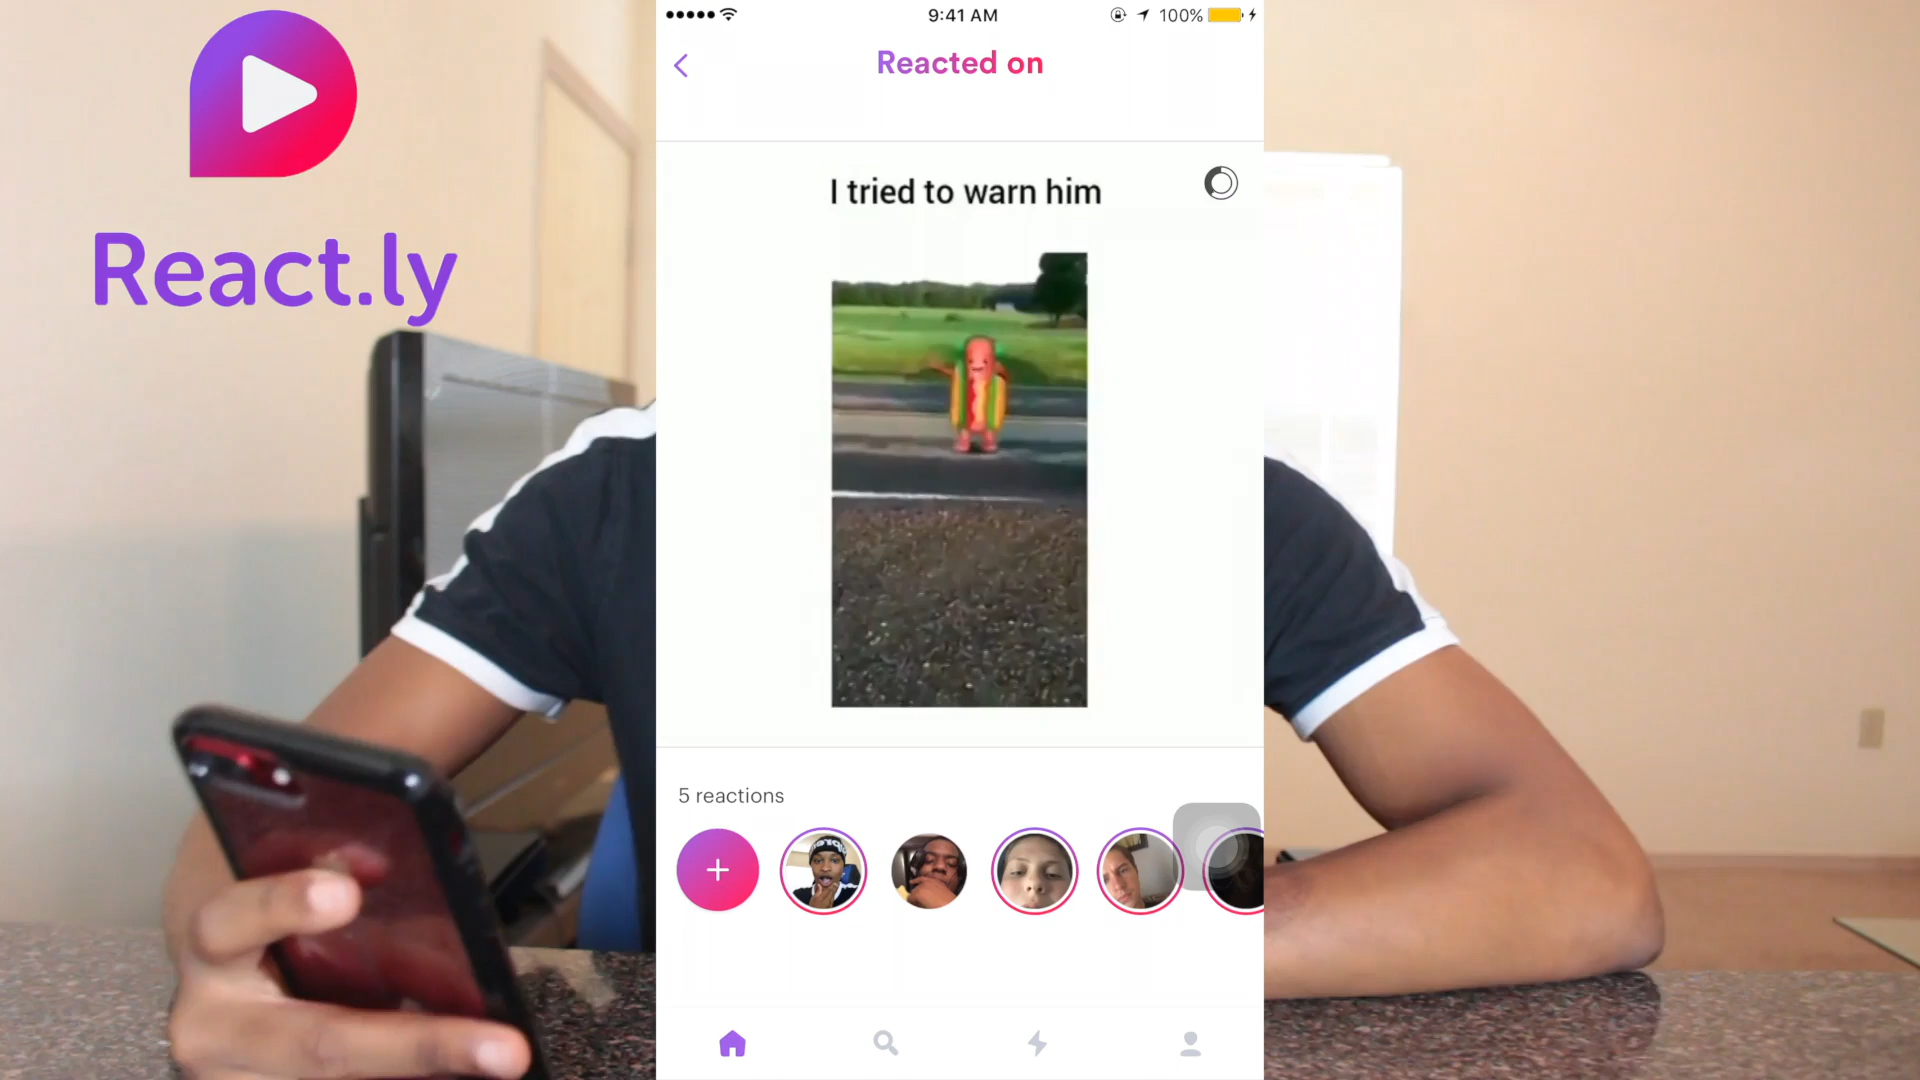 React.ly
9:41 AM
100%
Reacted on
I tried to warn him
5 reactions